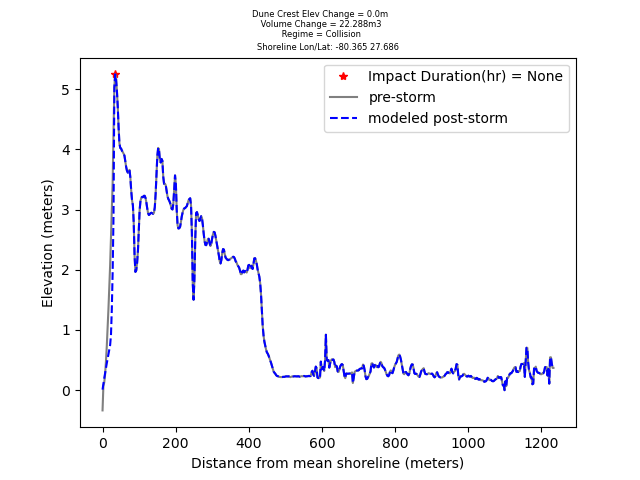 Dune Crest Elev Change = 0.0m
Volume Change = 22.288m3
Regime = Collision
Shoreline Lon/Lat: -80.365 27.686
Impact Duration(hr) = None
pre-storm
modeled post-storm
Elevation (meters)
5
4
3
2
1
0
0 200 400 600 800 1000 1200
Distance from mean shoreline (meters)